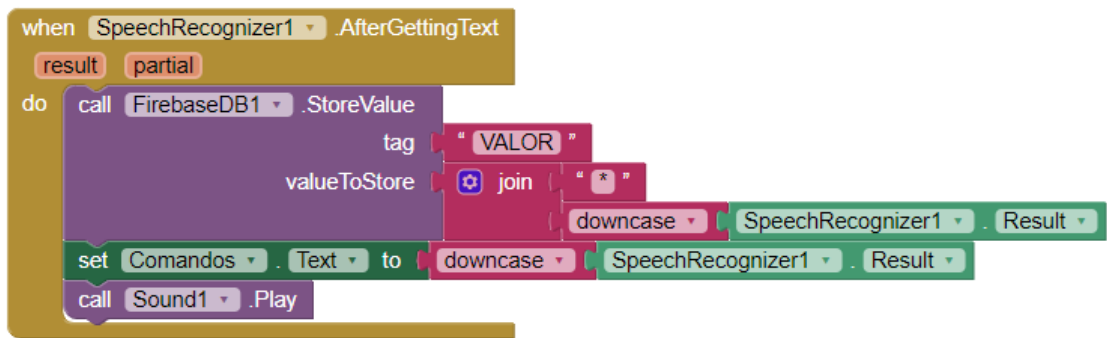 when SpeechRecognizer1 .AfterGettingText
result partial
do call FirebaseDB1 .StoreValue
tag " VALOR "
valueToStore join " * "
downcase SpeechRecognizer1 . Result
set Comandos . Text to downcase SpeechRecognizer1 . Result
call Sound1 .Play